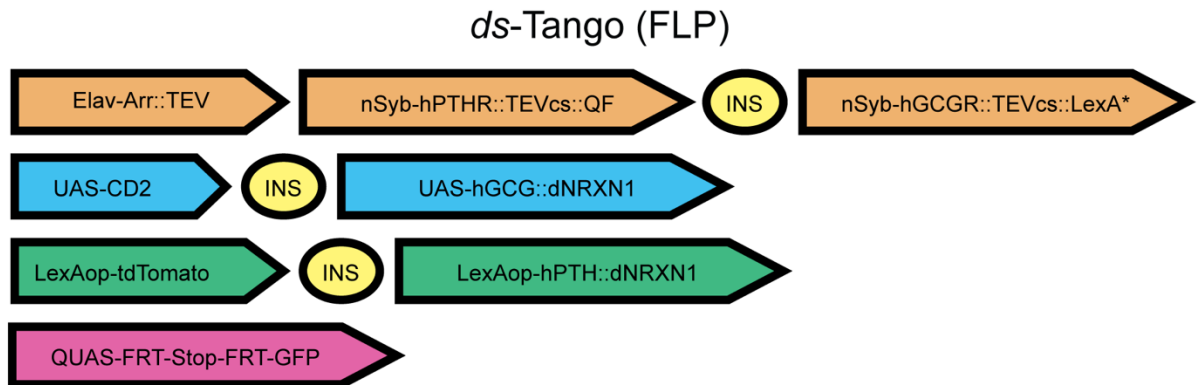 ds-Tango (FLP)
Elav-Arr::TEV nSyb-hPTHR::TEVcs::QF INS nSyb-hGCGR::TEVcs::LexA*
UAS-CD2 INS UAS-hGCG::dNRXN1
LexAop-tdTomato INS LexAop-hPTH::dNRXN1
QUAS-FRT-Stop-FRT-GFP